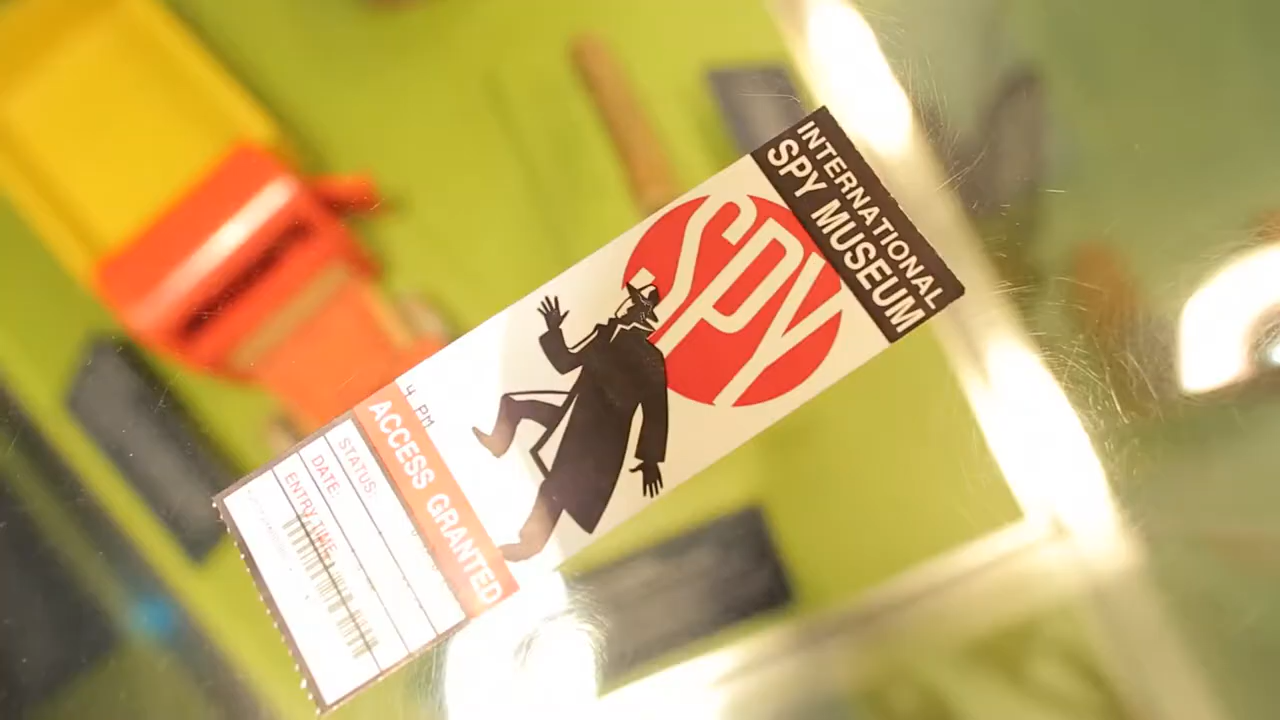 INTERNATIONAL
SPY MUSEUM
SPY
4 PM
ACCESS GRANTED
STATUS:
DATE:
ENTRY TIME: